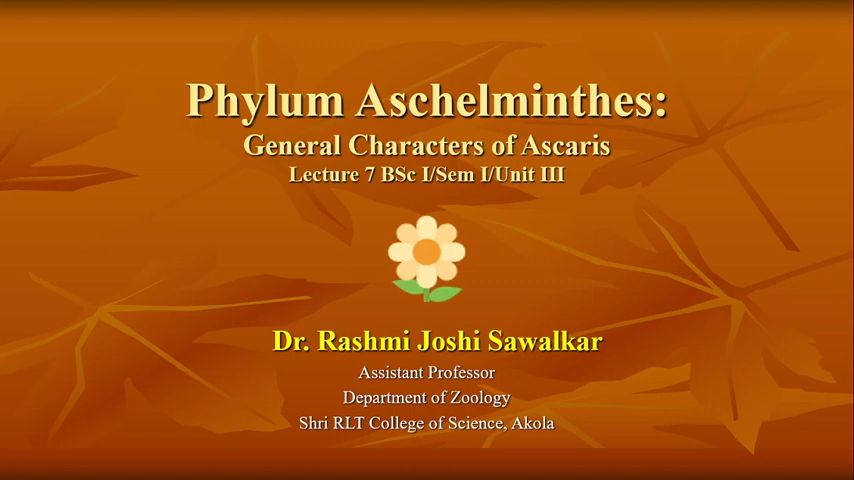 Phylum Aschelminthes:
General Characters of Ascaris
Lecture 7 BSc I/Sem I/Unit III
Dr. Rashmi Joshi Sawalkar
Assistant Professor
Department of Zoology
Shri RLT College of Science, Akola